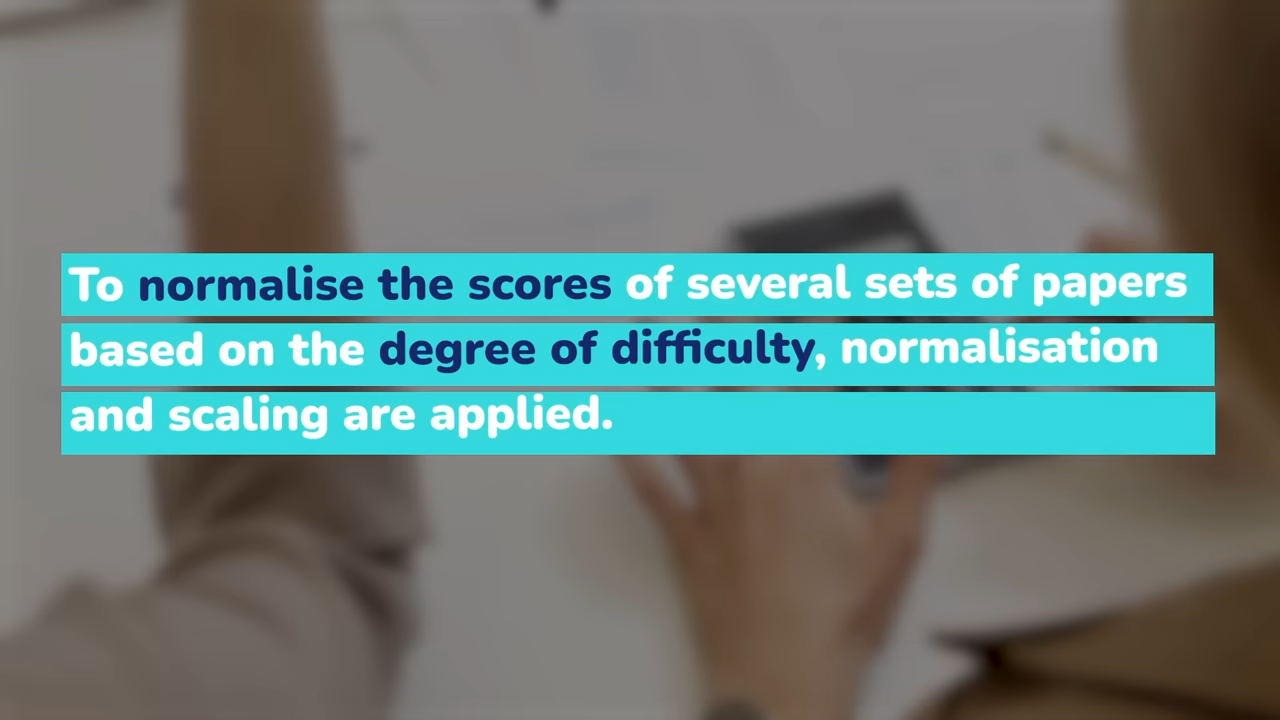 To normalise the scores of several sets of papers
based on the degree of difficulty, normalisation
and scaling are applied.